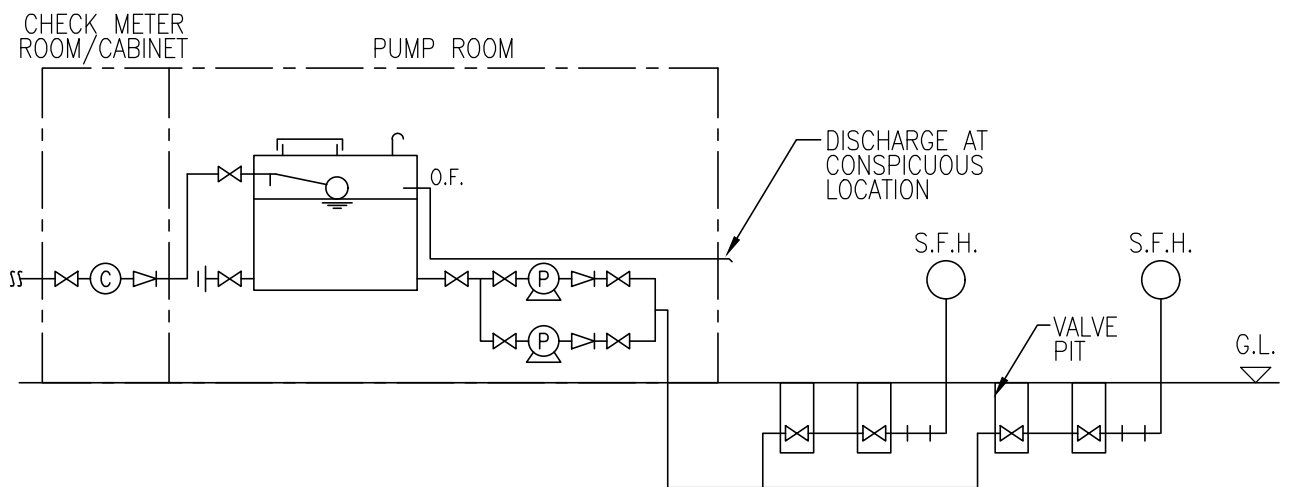 CHECK METER
ROOM/CABINET
PUMP ROOM
DISCHARGE AT
CONSPICUOUS
LOCATION
O.F.
S.F.H.
S.F.H.
C
P
P
VALVE
PIT
G.L.